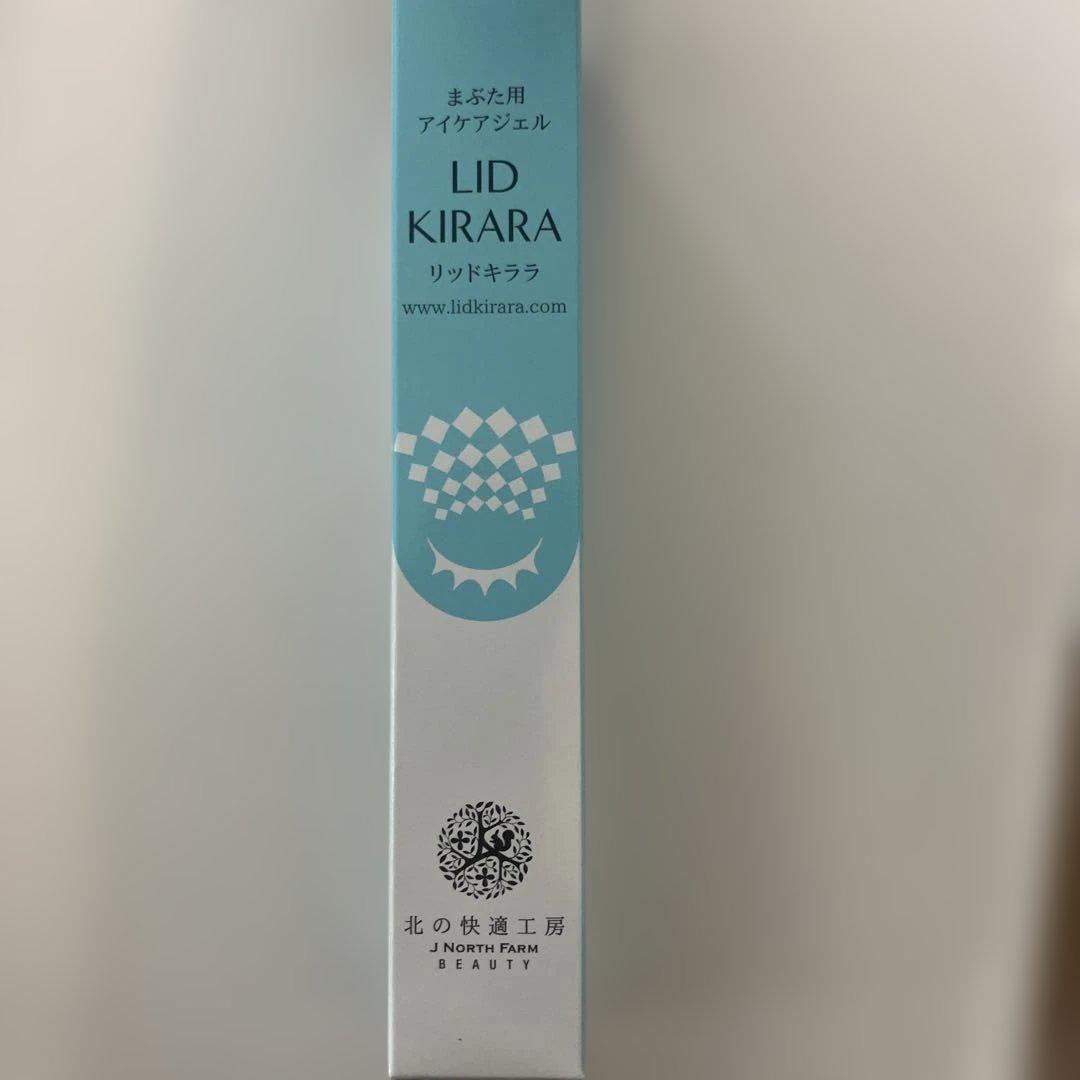 まぶた用
アイケアジェル
LID
KIRARA
リッドキララ
www.lidkirara.com
北の快適工房
J NORTH FARM
BEAUTY